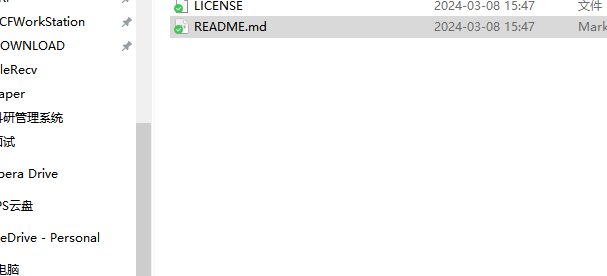 LICENSE 2024-03-08 15:47 文件
CFWorkStation
README.md 2024-03-08 15:47 Mark
OWNLOAD
leRecv
aper
研管理系统
试
pera Drive
PS云盘
eDrive - Personal
电脑